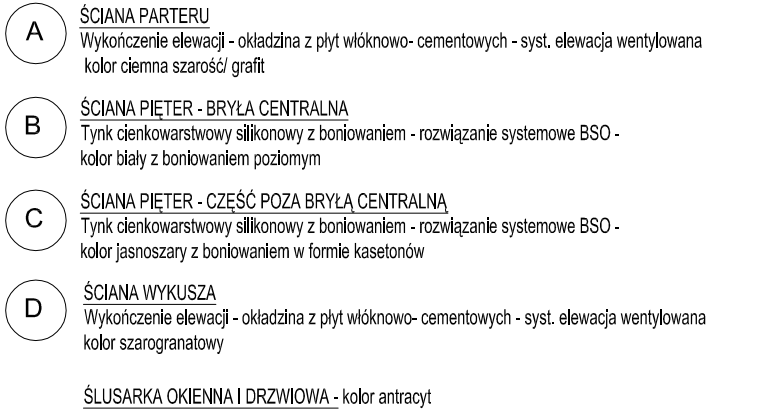 A
ŚCIANA PARTERU
Wykończenie elewacji - okładzina z płyt włóknowo- cementowych - syst. elewacja wentylowana
kolor ciemna szarość/ grafit
B
ŚCIANA PIĘTER - BRYŁA CENTRALNA
Tynk cienkowarstwowy silikonowy z boniowaniem - rozwiązanie systemowe BSO -
kolor biały z boniowaniem poziomym
C
ŚCIANA PIĘTER - CZĘŚĆ POZA BRYŁĄ CENTRALNĄ
Tynk cienkowarstwowy silikonowy z boniowaniem - rozwiązanie systemowe BSO -
kolor jasnoszary z boniowaniem w formie kasetonów
D
ŚCIANA WYKUSZA
Wykończenie elewacji - okładzina z płyt włóknowo- cementowych - syst. elewacja wentylowana
kolor szarogranatowy
ŚLUSARKA OKIENNA I DRZWIOWA - kolor antracyt